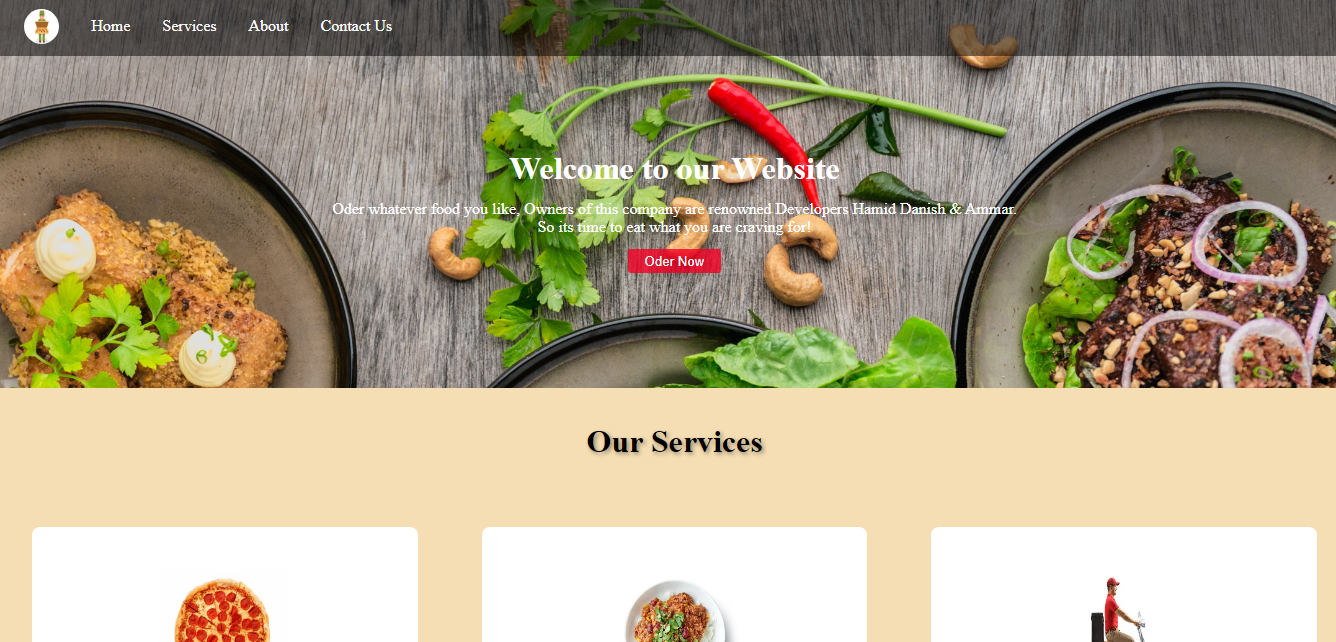 Home Services About Contact Us
Welcome to our Website
Oder whatever food you like, Owners of this company are renowned Developers Hamid Danish & Ammar.
So its time to eat what you are craving for!
Oder Now
Our Services